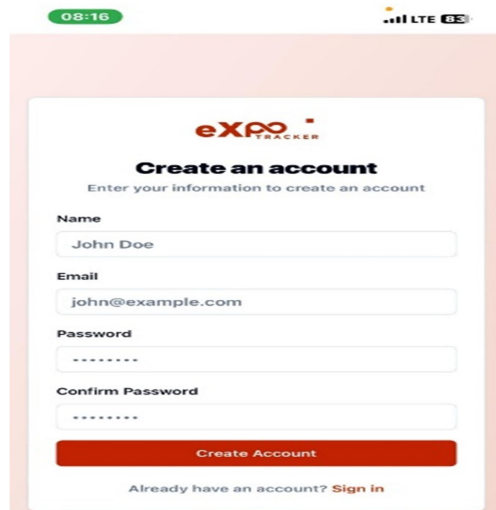 08:16
LTE 83
eXpo
TRACKER
Create an account
Enter your information to create an account
Name
John Doe
Email
john@example.com
Password
Confirm Password
Create Account
Already have an account? Sign in